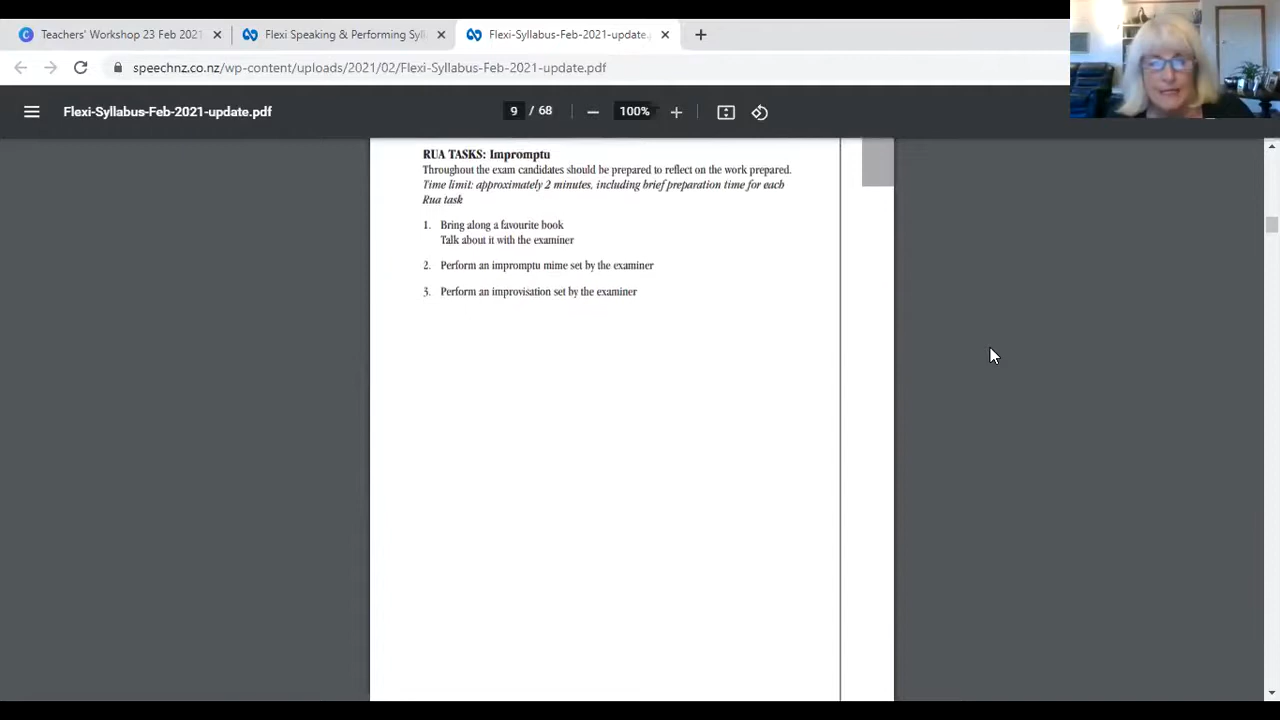 Teachers' Workshop 23 Feb 2021
Flexi Speaking & Performing Syll
Flexi-Syllabus-Feb-2021-update.
speechnz.co.nz/wp-content/uploads/2021/02/Flexi-Syllabus-Feb-2021-update.pdf
Flexi-Syllabus-Feb-2021-update.pdf
9 / 68
100%
RUA TASKS: Impromptu
Throughout the exam candidates should be prepared to reflect on the work prepared.
Time limit: approximately 2 minutes, including brief preparation time for each
Rua task
1. Bring along a favourite book
Talk about it with the examiner
2. Perform an impromptu mime set by the examiner
3. Perform an improvisation set by the examiner